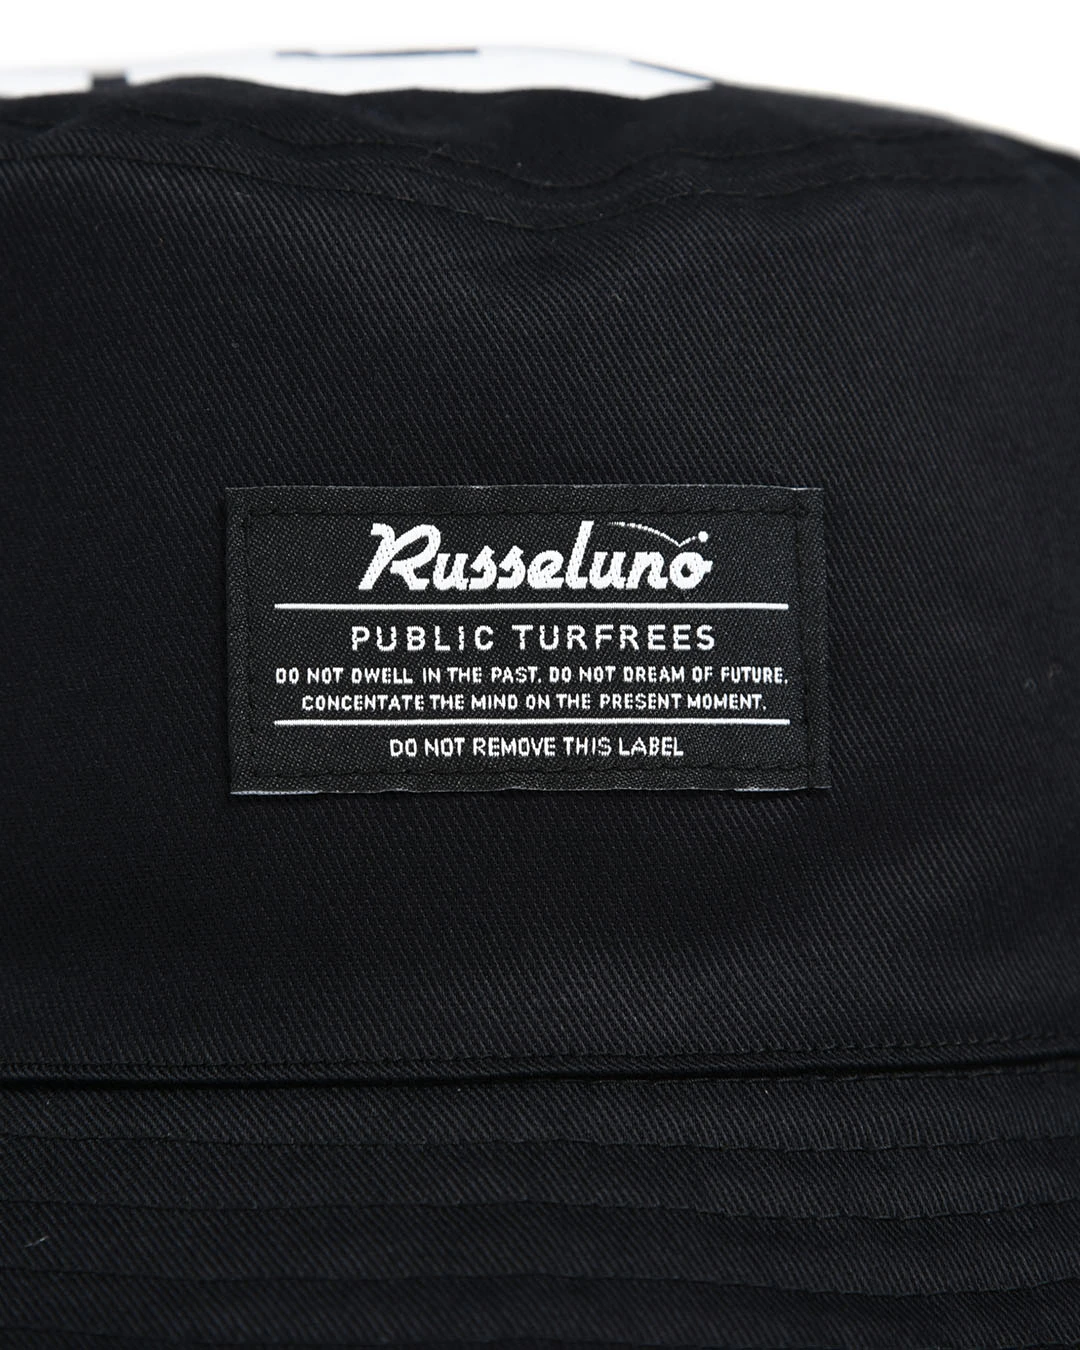 Russeluno
PUBLIC TURFREES
DO NOT DWELL IN THE PAST, DO NOT DREAM OF FUTURE,
CONCENTATE THE MIND ON THE PRESENT MOMENT.
DO NOT REMOVE THIS LABEL